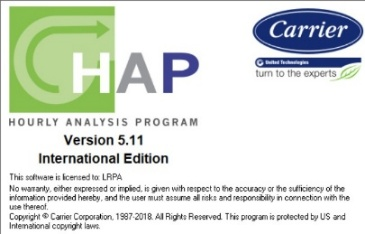 Carrier
United Technologies
turn to the experts
HAP
HOURLY ANALYSIS PROGRAM
Version 5.11
International Edition
This software is licensed to: LRPA
No warranty, either expressed or implied, is given with respect to the accuracy or the sufficiency of the
information provided hereby, and the user must assume all risks and responsibility in connection with the
use thereof.
Copyright © Carrier Corporation, 1987-2018. All Rights Reserved. This program is protected by US and
International copyright laws.